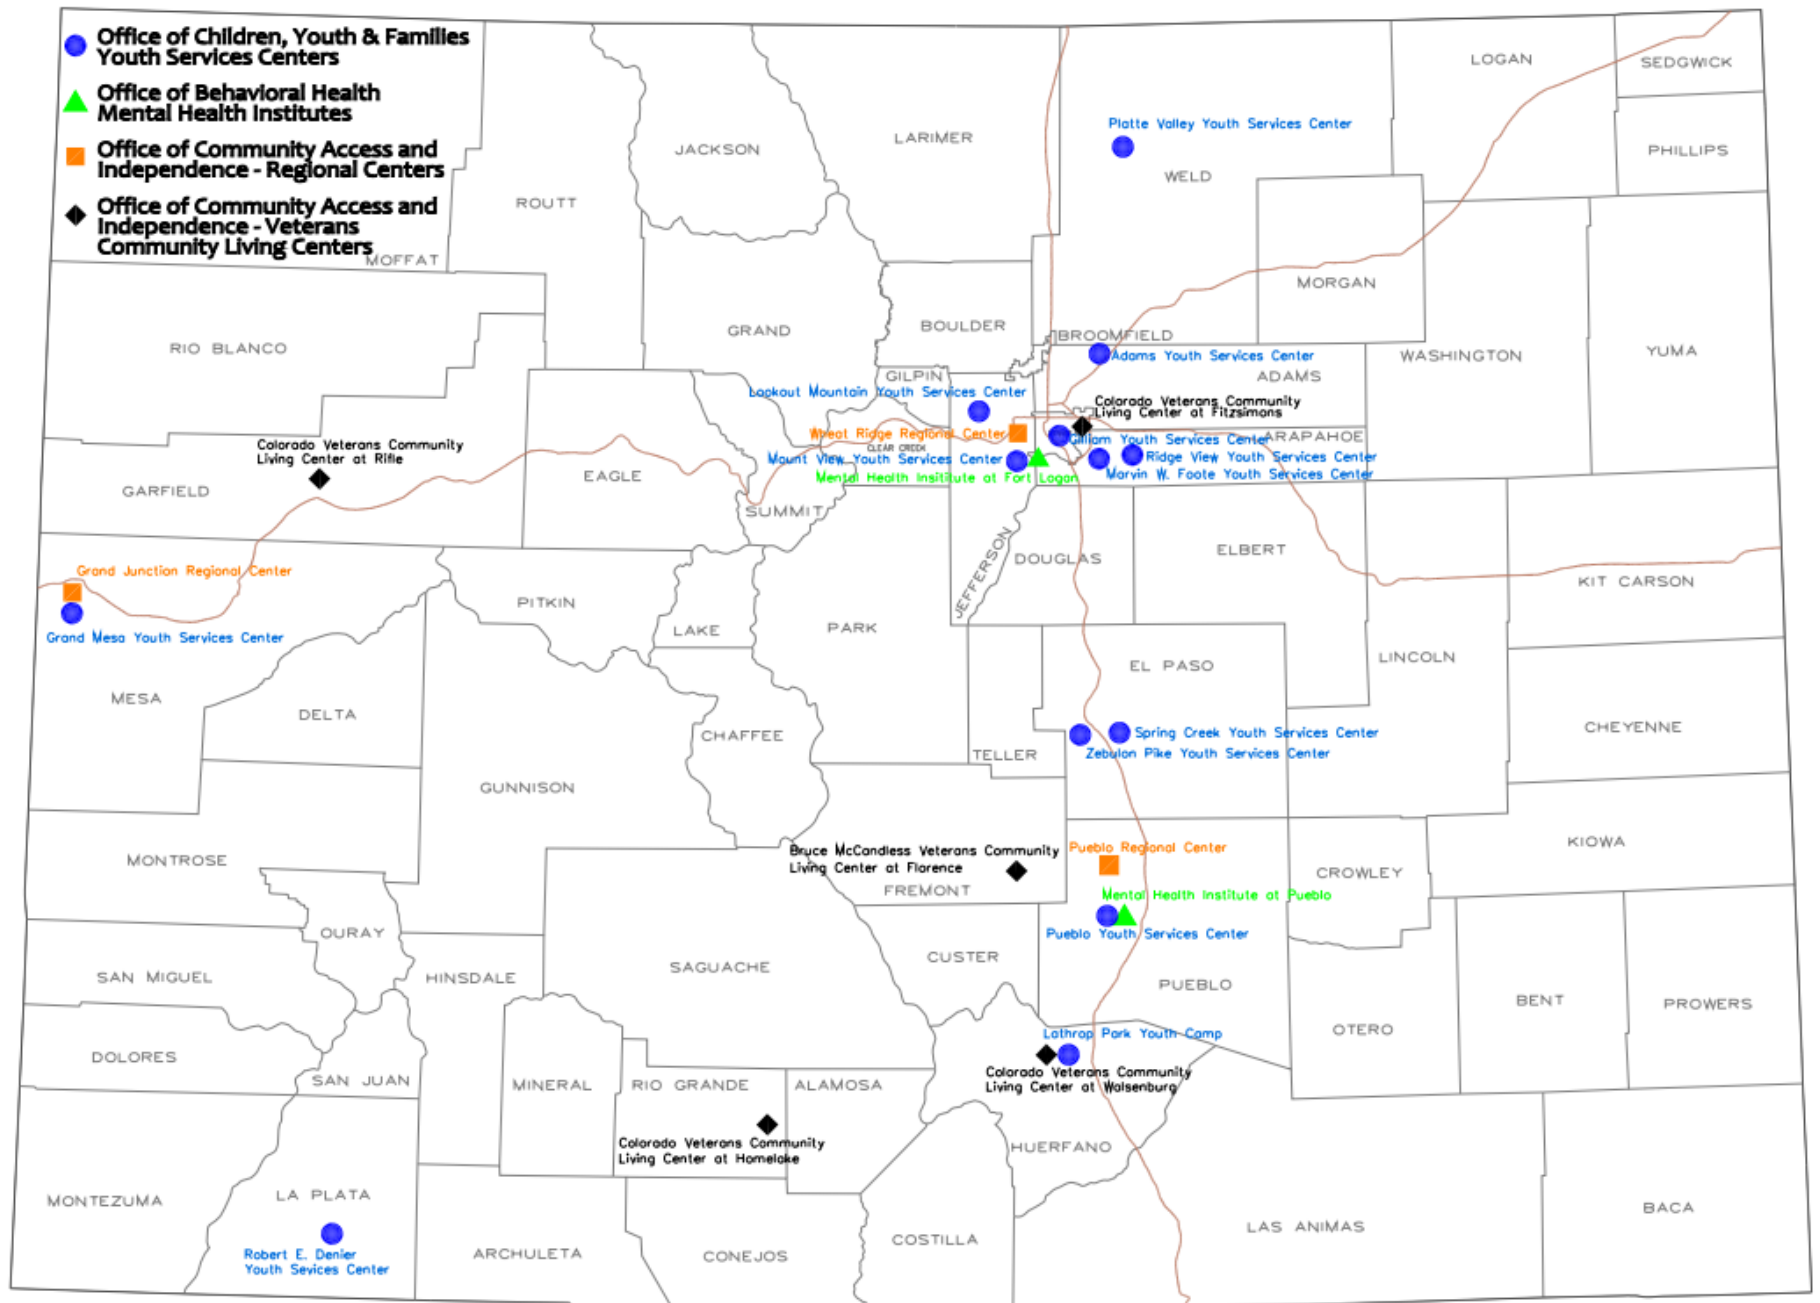 Office of Children, Youth & Families
Youth Services Centers
Office of Behavioral Health
Mental Health Institutes
Office of Community Access and
Independence - Regional Centers
Office of Community Access and
Independence - Veterans
Community Living Centers
MOFFAT
ROUTT
JACKSON
LARIMER
Platte Valley Youth Services Center
WELD
LOGAN
SEDGWICK
PHILLIPS
MORGAN
RIO BLANCO
GRAND
BOULDER
BROOMFIELD
Adams Youth Services Center
ADAMS
WASHINGTON
YUMA
GILPIN
Lookout Mountain Youth Services Center
Colorado Veterans Community
Living Center at Fitzsimons
Wheat Ridge Regional Center
CLEAR CREEK
Gilliam Youth Services Center
ARAPAHOE
Mount View Youth Services Center
Ridge View Youth Services Center
Marvin W. Foote Youth Services Center
Mental Health Insititute at Fort Logan
Colorado Veterans Community
Living Center at Rifle
GARFIELD
EAGLE
SUMMIT
JEFFERSON
DOUGLAS
ELBERT
KIT CARSON
Grand Junction Regional Center
Grand Mesa Youth Services Center
PITKIN
LAKE
PARK
EL PASO
LINCOLN
MESA
DELTA
CHAFFEE
TELLER
Spring Creek Youth Services Center
Zebulon Pike Youth Services Center
CHEYENNE
GUNNISON
MONTROSE
Bruce McCandless Veterans Community
Living Center at Florence
FREMONT
Pueblo Regional Center
Mental Health Institute at Pueblo
Pueblo Youth Services Center
CROWLEY
KIOWA
OURAY
SAN MIGUEL
HINSDALE
SAGUACHE
CUSTER
PUEBLO
BENT
PROWERS
OTERO
DOLORES
SAN JUAN
MINERAL
RIO GRANDE
ALAMOSA
Lathrop Park Youth Camp
Colorado Veterans Community
Living Center at Walsenburg
Colorado Veterans Community
Living Center at Homelake
HUERFANO
MONTEZUMA
LA PLATA
Robert E. Denier
Youth Sevices Center
ARCHULETA
CONEJOS
COSTILLA
LAS ANIMAS
BACA